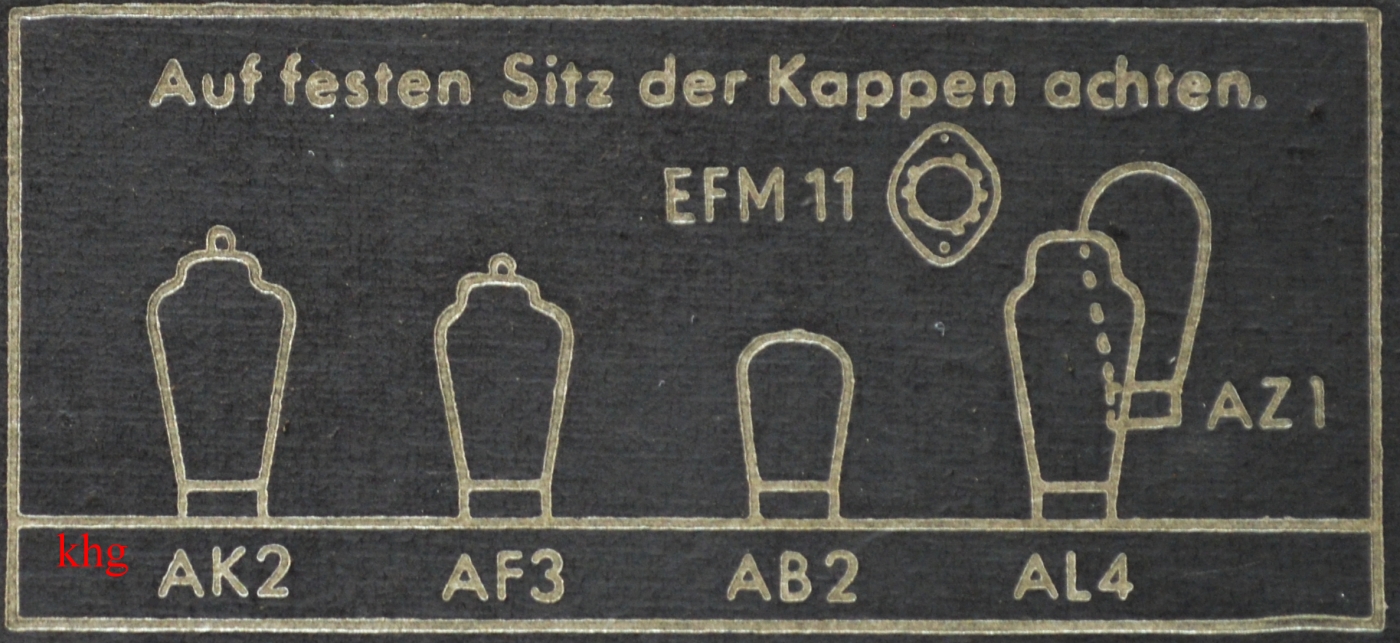 Auf festen Sitz der Kappen achten.
EFM 11
AZ1
khg
AK2
AF3
AB2
AL4